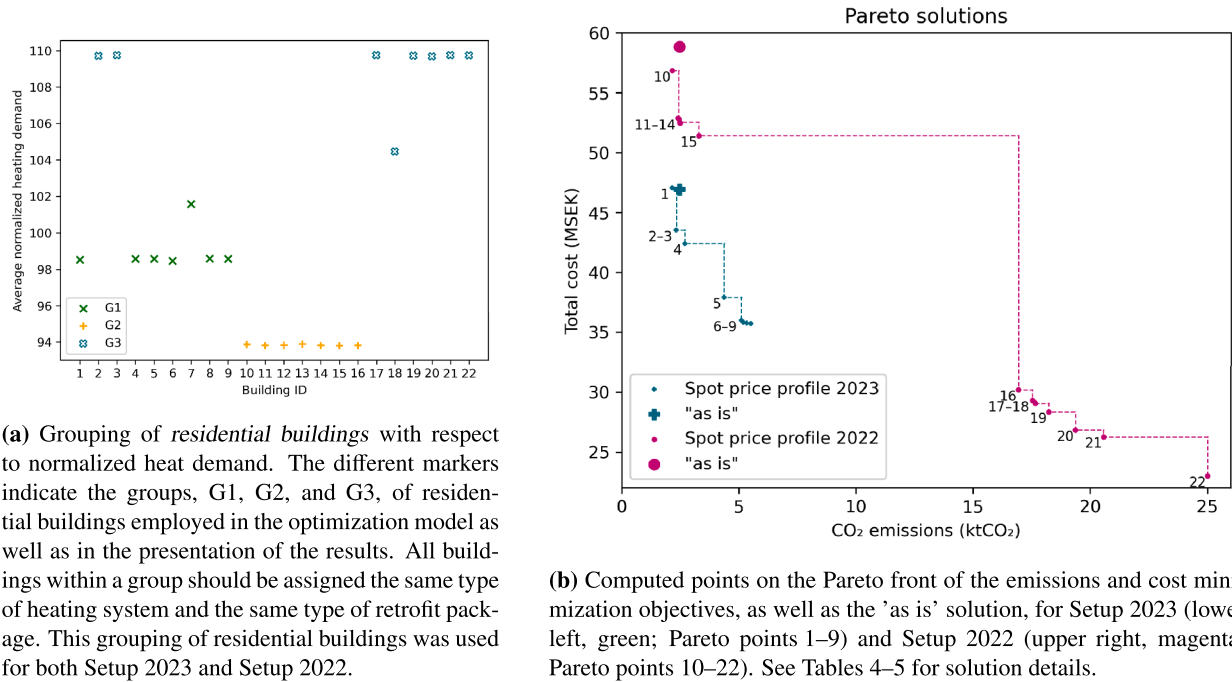 Average normalized heating demand
110
108
106
104
102
100
98
96
94
G1
G2
G3
1 2 3 4 5 6 7 8 9 10 11 12 13 14 15 16 17 18 19 20 21 22
Building ID
(a) Grouping of residential buildings with respect
to normalized heat demand. The different markers
indicate the groups, G1, G2, and G3, of residen-
tial buildings employed in the optimization model as
well as in the presentation of the results. All build-
ings within a group should be assigned the same type
of heating system and the same type of retrofit pack-
age. This grouping of residential buildings was used
for both Setup 2023 and Setup 2022.
Pareto solutions
Total cost (MSEK)
60
55
50
45
40
35
30
25
10
11–14
15
1
2–3
4
5
6–9
16
17–18
19
20
21
22
Spot price profile 2023
"as is"
Spot price profile 2022
"as is"
0 5 10 15 20 25
CO₂ emissions (ktCO₂)
(b) Computed points on the Pareto front of the emissions and cost mini
mization objectives, as well as the 'as is' solution, for Setup 2023 (lowe
left, green; Pareto points 1–9) and Setup 2022 (upper right, magenta
Pareto points 10–22). See Tables 4–5 for solution details.